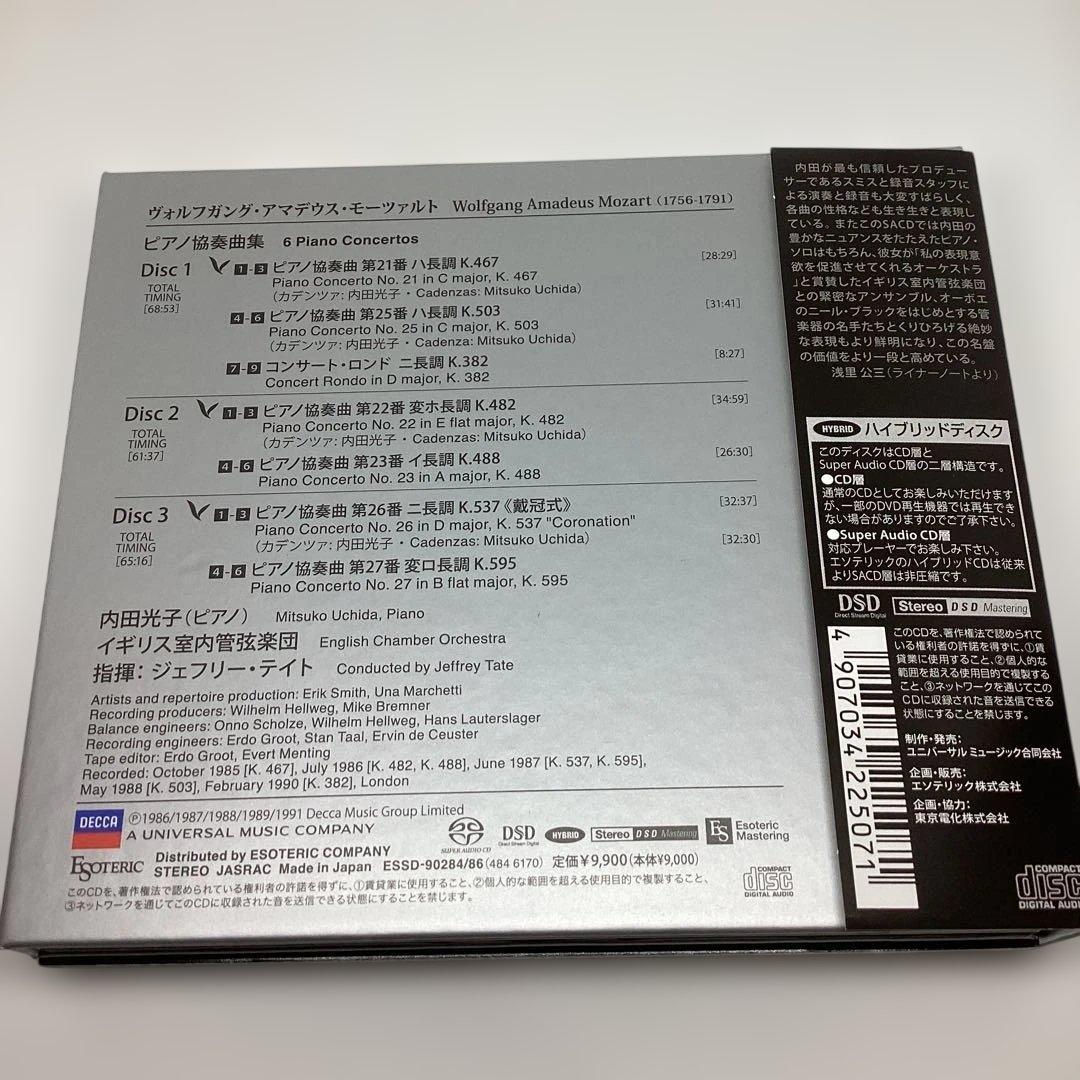 ヴォルフガング・アマデウス・モーツァルト Wolfgang Amadeus Mozart (1756-1791)
ピアノ協奏曲集 6 Piano Concertos
Disc 1
TOTAL
TIMING
[68:53]
1-3 ピアノ協奏曲 第21番 ハ長調 K.467 [28:29]
Piano Concerto No. 21 in C major, K. 467
(カデンツァ: 内田光子・Cadenzas: Mitsuko Uchida)
4-6 ピアノ協奏曲 第25番 ハ長調 K.503 [31:41]
Piano Concerto No. 25 in C major, K. 503
(カデンツァ: 内田光子・Cadenzas: Mitsuko Uchida)
7-9 コンサート・ロンド ニ長調 K.382 [8:27]
Concert Rondo in D major, K. 382
Disc 2
TOTAL
TIMING
[61:37]
1-3 ピアノ協奏曲 第22番 変ホ長調 K.482 [34:59]
Piano Concerto No. 22 in E flat major, K. 482
(カデンツァ: 内田光子・Cadenzas: Mitsuko Uchida)
4-6 ピアノ協奏曲 第23番 イ長調 K.488 [26:30]
Piano Concerto No. 23 in A major, K. 488
Disc 3
TOTAL
TIMING
[65:16]
1-3 ピアノ協奏曲 第26番 ニ長調 K.537《戴冠式》 [32:37]
Piano Concerto No. 26 in D major, K. 537 "Coronation"
(カデンツァ: 内田光子・Cadenzas: Mitsuko Uchida)
4-6 ピアノ協奏曲 第27番 変ロ長調 K.595 [32:30]
Piano Concerto No. 27 in B flat major, K. 595
内田光子(ピアノ) Mitsuko Uchida, Piano
イギリス室内管弦楽団 English Chamber Orchestra
指揮: ジェフリー・テイト Conducted by Jeffrey Tate
Artists and repertoire production: Erik Smith, Una Marchetti
Recording producers: Wilhelm Hellweg, Mike Bremner
Balance engineers: Onno Scholze, Wilhelm Hellweg, Hans Lauterslager
Recording engineers: Erdo Groot, Stan Taal, Ervin de Ceuster
Tape editor: Erdo Groot, Evert Menting
Recorded: October 1985 [K. 467], July 1986 [K. 482, K. 488], June 1987 [K. 537, K. 595],
May 1988 [K. 503], February 1990 [K. 382], London
DECCA
℗1986/1987/1988/1989/1991 Decca Music Group Limited
A UNIVERSAL MUSIC COMPANY
SUPER AUDIO CD
DSD
Direct Stream Digital
HYBRID
Stereo DSD Mastering
ES Esoteric
Mastering
ESOTERIC
Distributed by ESOTERIC COMPANY
STEREO JASRAC Made in Japan ESSD-90284/86 (484 6170) 定価¥9,900(本体¥9,000)
このCDを、著作権法で認められている権利者の許諾を得ずに、①賃貸業に使用すること、②個人的な範囲を超える使用目的で複製すること、
③ネットワークを通じてこのCDに収録された音を送信できる状態にすることを禁じます。
COMPACT
disc
DIGITAL AUDIO
内田が最も信頼したプロデュー
サーであるスミスと録音スタッフに
よる演奏と録音も大変すばらしく、
各曲の性格なども生き生きと表現し
ている。またこのSACDでは内田の
豊かなニュアンスをたたえたピアノ・
ソロはもちろん、彼女が「私の表現意
欲を促進させてくれるオーケストラ
」と賞賛したイギリス室内管弦楽団
との緊密なアンサンブル、オーボエ
のニール・ブラックをはじめとする管
楽器の名手たちとくりひろげる絶妙
な表現もより鮮明になり、この名盤
の価値をより一段と高めている。
浅里 公三(ライナーノートより)
HYBRID ハイブリッドディスク
このディスクはCD層と
Super Audio CD層の二層構造です。
●CD層
通常のCDとしてお楽しみいただけます
が、一部のDVD再生機器では再生でき
ない場合がありますのでご了承下さい。
●Super Audio CD層
対応プレーヤーでお楽しみ下さい。
エソテリックのハイブリッドCDは従来
よりSACD層は非圧縮です。
DSD
Direct Stream Digital
Stereo DSD Mastering
4 907034 225071
このCDを、著作権法で認められて
いる権利者の許諾を得ずに、①賃
貸業に使用すること、②個人的な
範囲を超える使用目的で複製する
こと、③ネットワークを通じてこの
CDに収録された音を送信できる
状態にすることを禁じます。
制作・発売:
ユニバーサル ミュージック合同会社
企画・販売:
エソテリック株式会社
企画・協力:
東京電化株式会社
COMPACT
disc
DIGITAL AUDIO